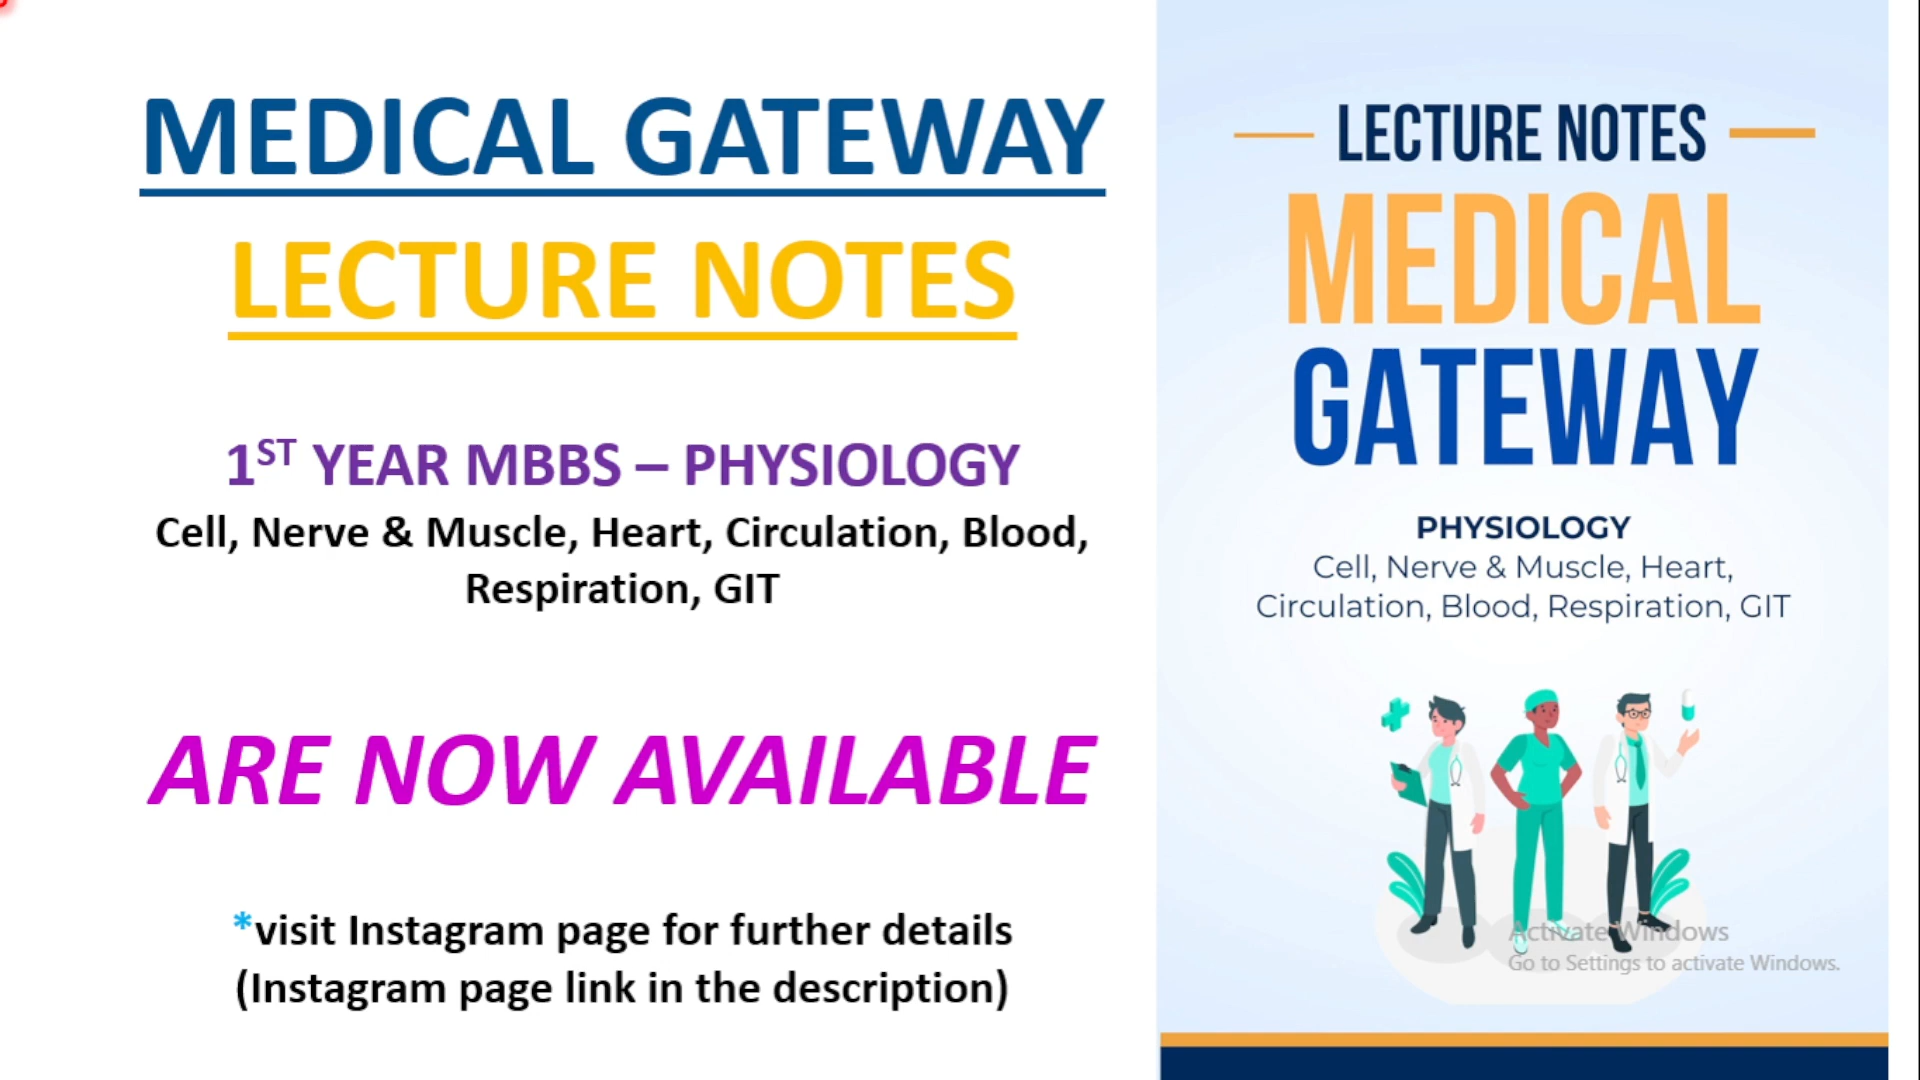 MEDICAL GATEWAY
LECTURE NOTES
1ST YEAR MBBS – PHYSIOLOGY
Cell, Nerve & Muscle, Heart, Circulation, Blood,
Respiration, GIT
ARE NOW AVAILABLE
*visit Instagram page for further details
(Instagram page link in the description)
LECTURE NOTES
MEDICAL
GATEWAY
PHYSIOLOGY
Cell, Nerve & Muscle, Heart,
Circulation, Blood, Respiration, GIT
Activate Windows
Go to Settings to activate Windows.